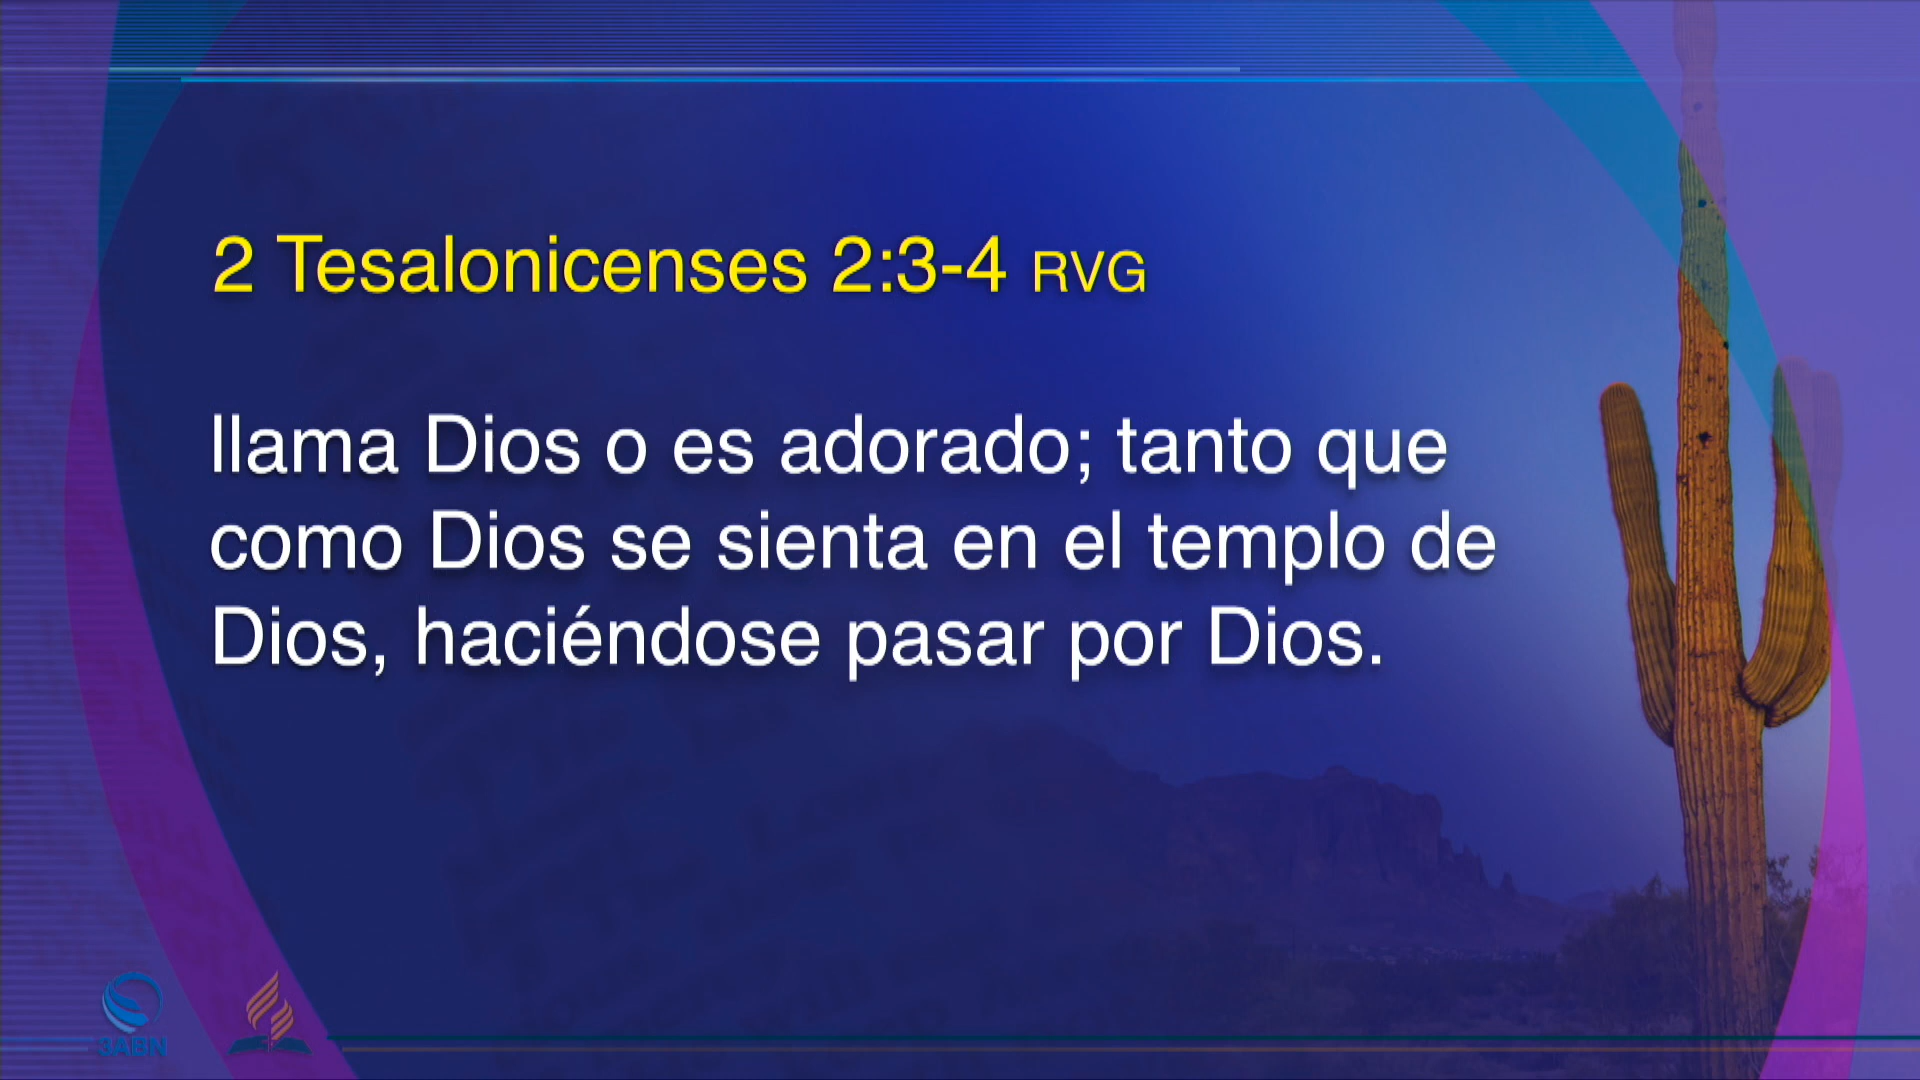 2 Tesalonicenses 2:3-4 RVG
llama Dios o es adorado; tanto que
como Dios se sienta en el templo de
Dios, haciéndose pasar por Dios.
3ABN